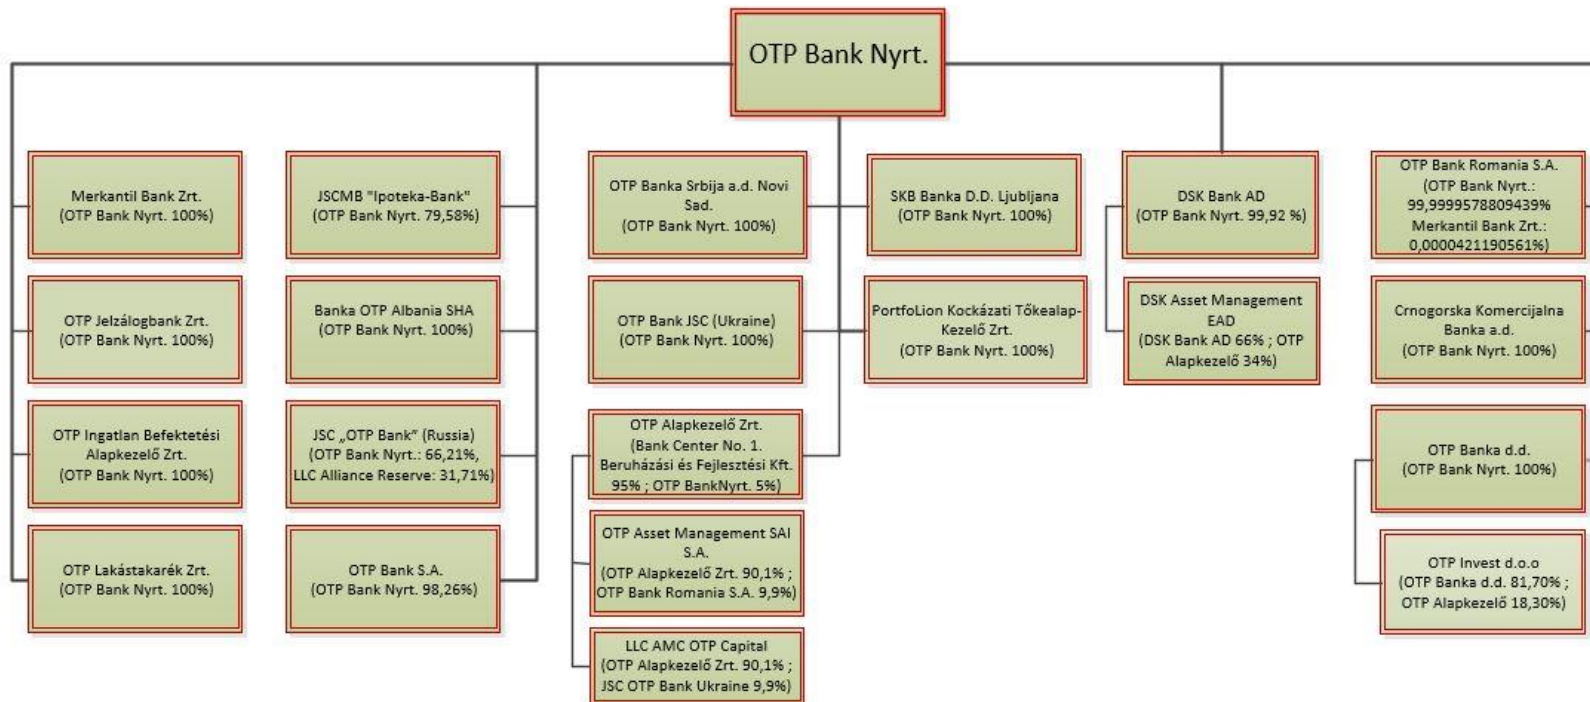 OTP Bank Nyrt.
Merkantil Bank Zrt.
(OTP Bank Nyrt. 100%)
OTP Jelzálogbank Zrt.
(OTP Bank Nyrt. 100%)
OTP Ingatlan Befektetési
Alapkezelő Zrt.
(OTP Bank Nyrt. 100%)
OTP Lakástakarék Zrt.
(OTP Bank Nyrt. 100%)
JSCMB "Ipoteka-Bank"
(OTP Bank Nyrt. 79,58%)
Banka OTP Albania SHA
(OTP Bank Nyrt. 100%)
JSC „OTP Bank” (Russia)
(OTP Bank Nyrt.: 66,21%,
LLC Alliance Reserve: 31,71%)
OTP Bank S.A.
(OTP Bank Nyrt. 98,26%)
OTP Banka Srbija a.d. Novi
Sad.
(OTP Bank Nyrt. 100%)
OTP Bank JSC (Ukraine)
(OTP Bank Nyrt. 100%)
OTP Alapkezelő Zrt.
(Bank Center No. 1.
Beruházási és Fejlesztési Kft.
95% ; OTP BankNyrt. 5%)
OTP Asset Management SAI
S.A.
(OTP Alapkezelő Zrt. 90,1% ;
OTP Bank Romania S.A. 9,9%)
LLC AMC OTP Capital
(OTP Alapkezelő Zrt. 90,1% ;
JSC OTP Bank Ukraine 9,9%)
SKB Banka D.D. Ljubljana
(OTP Bank Nyrt. 100%)
PortfoLion Kockázati Tőkealap-
Kezelő Zrt.
(OTP Bank Nyrt. 100%)
DSK Bank AD
(OTP Bank Nyrt. 99,92 %)
DSK Asset Management
EAD
(DSK Bank AD 66% ; OTP
Alapkezelő 34%)
OTP Bank Romania S.A.
(OTP Bank Nyrt.:
99,9999578809439%
Merkantil Bank Zrt.:
0,0000421190561%)
Crnogorska Komercijalna
Banka a.d.
(OTP Bank Nyrt. 100%)
OTP Banka d.d.
(OTP Bank Nyrt. 100%)
OTP Invest d.o.o
(OTP Banka d.d. 81,70% ;
OTP Alapkezelő 18,30%)